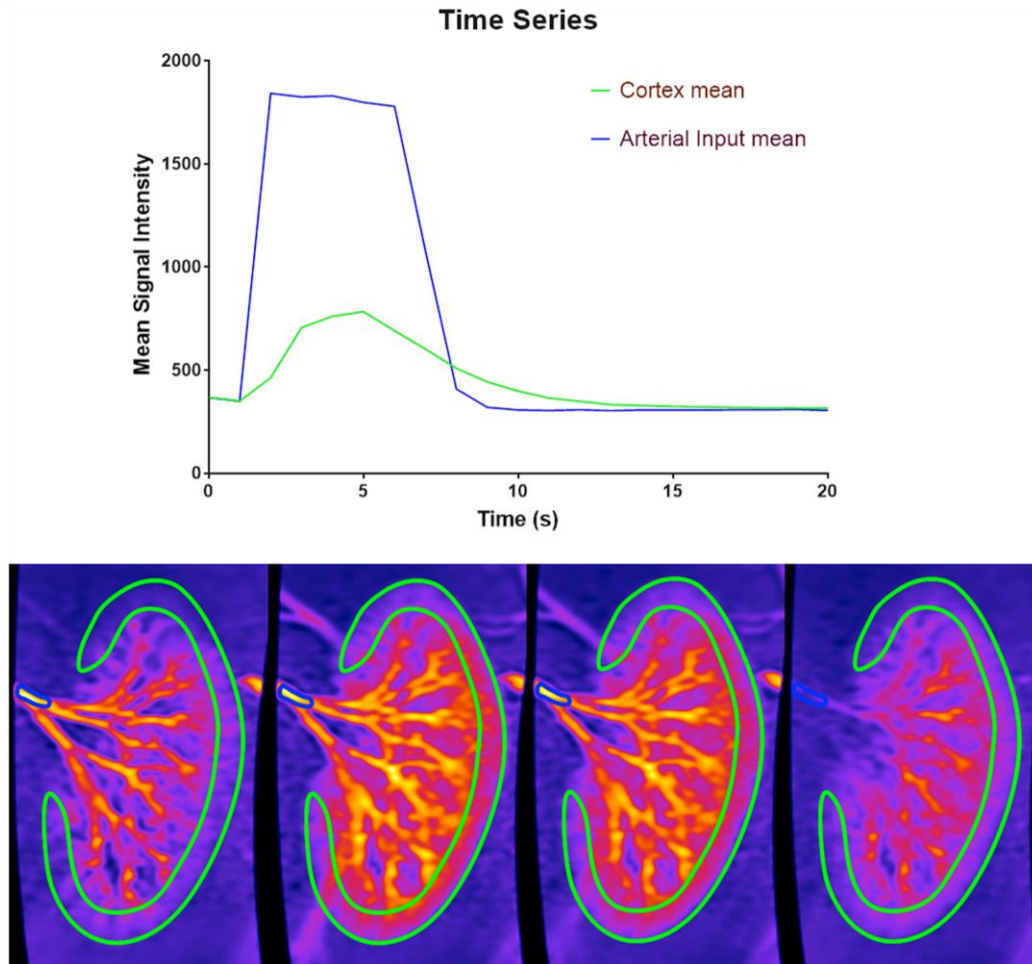 Time Series
2000
1500
1000
500
0
Mean Signal Intensity
Cortex mean
Arterial Input mean
0 5 10 15 20
Time (s)